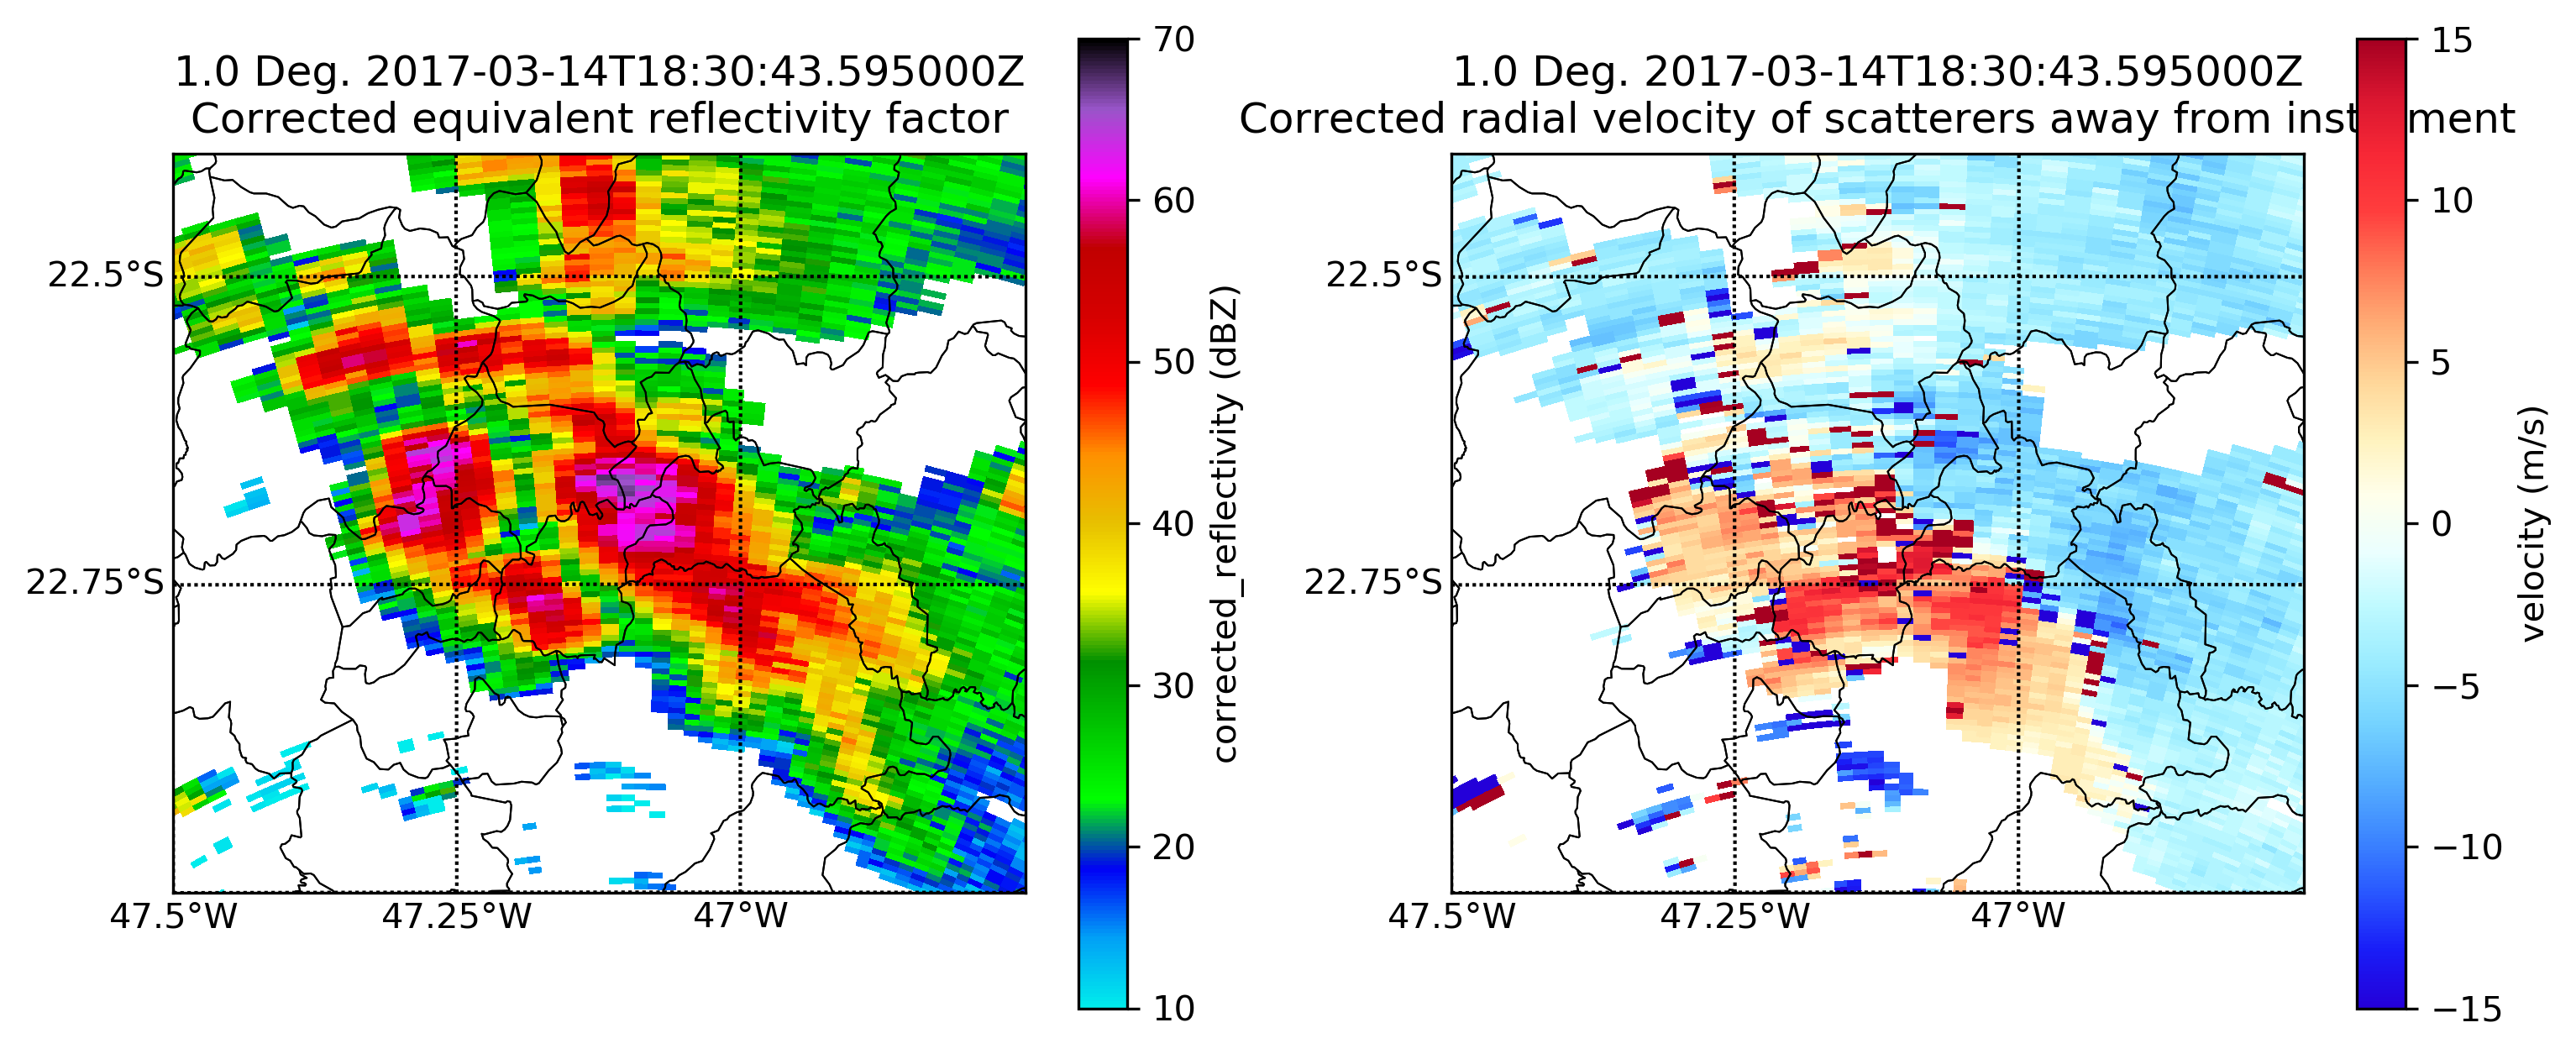 1.0 Deg. 2017-03-14T18:30:43.595000Z
Corrected equivalent reflectivity factor
22.5°S
22.75°S
47.5°W
47.25°W
47°W
70
60
50
40
30
20
10
corrected_reflectivity (dBZ)
1.0 Deg. 2017-03-14T18:30:43.595000Z
Corrected radial velocity of scatterers away from inst ment
22.5°S
22.75°S
47.5°W
47.25°W
47°W
15
10
5
0
−5
−10
−15
velocity (m/s)